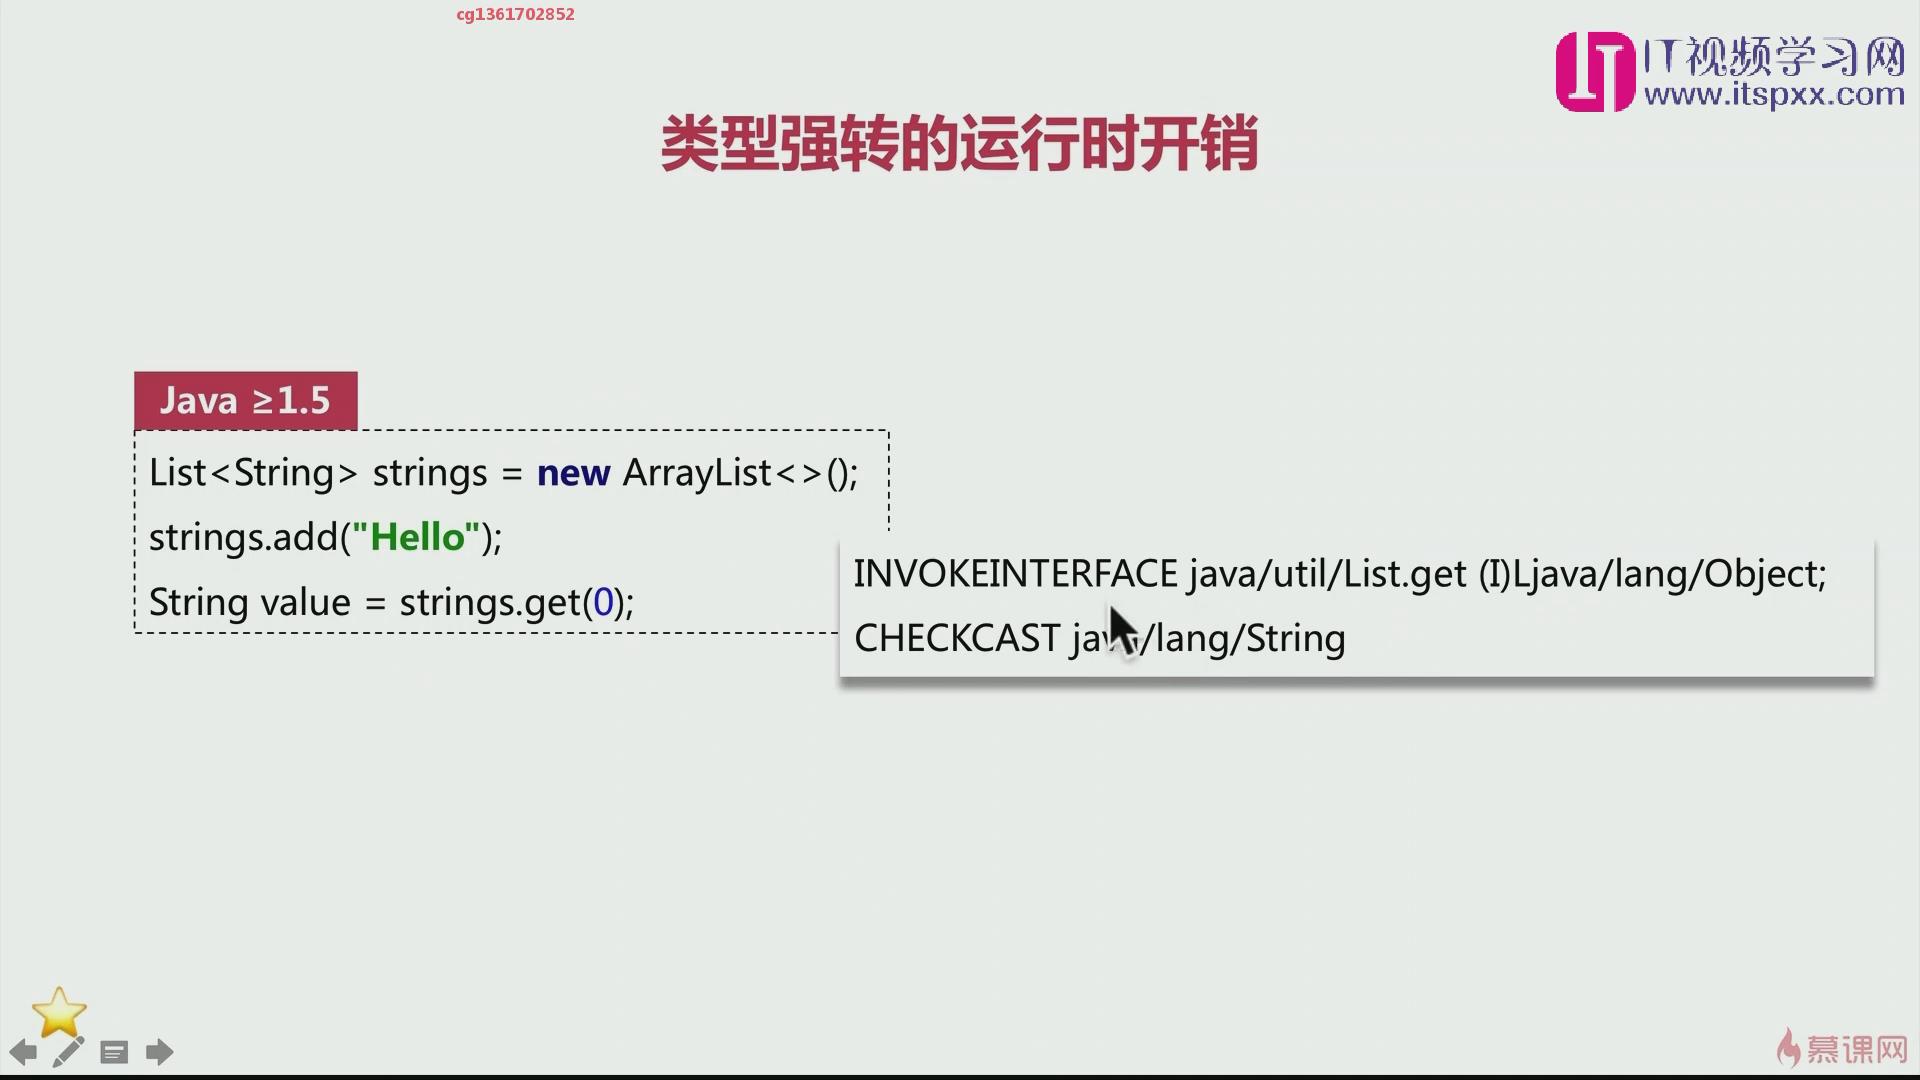 cg1361702852
IT视频学习网
www.itspxx.com
类型强转的运行时开销
Java ≥1.5
List<String> strings = new ArrayList<>();
strings.add("Hello");
String value = strings.get(0);
INVOKEINTERFACE java/util/List.get (I)Ljava/lang/Object;
CHECKCAST java/lang/String
慕课网